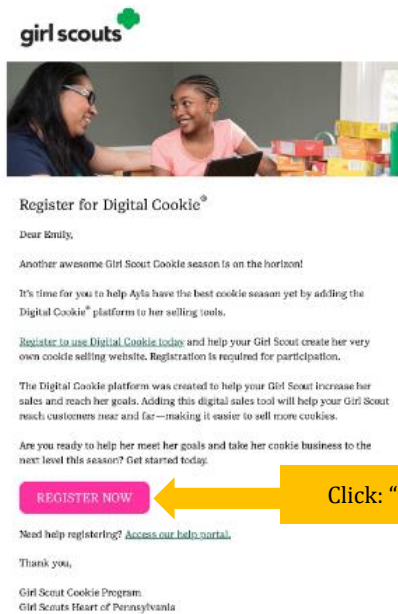 girl scouts
Register for Digital Cookie®
Dear Emily,
Another awesome Girl Scout Cookie season is on the horizon!
It's time for you to help Ayla have the best cookie season yet by adding the
Digital Cookie® platform to her selling tools.
Register to use Digital Cookie today and help your Girl Scout create her very
own cookie selling website. Registration is required for participation.
The Digital Cookie platform was created to help your Girl Scout increase her
sales and reach her goals. Adding this digital sales tool will help your Girl Scout
reach customers near and far—making it easier to sell more cookies.
Are you ready to help her meet her goals and take her cookie business to the
next level this season? Get started today.
REGISTER NOW
Click: “
Need help registering? Access our help portal.
Thank you,
Girl Scout Cookie Program
Girl Scouts Heart of Pennsylvania